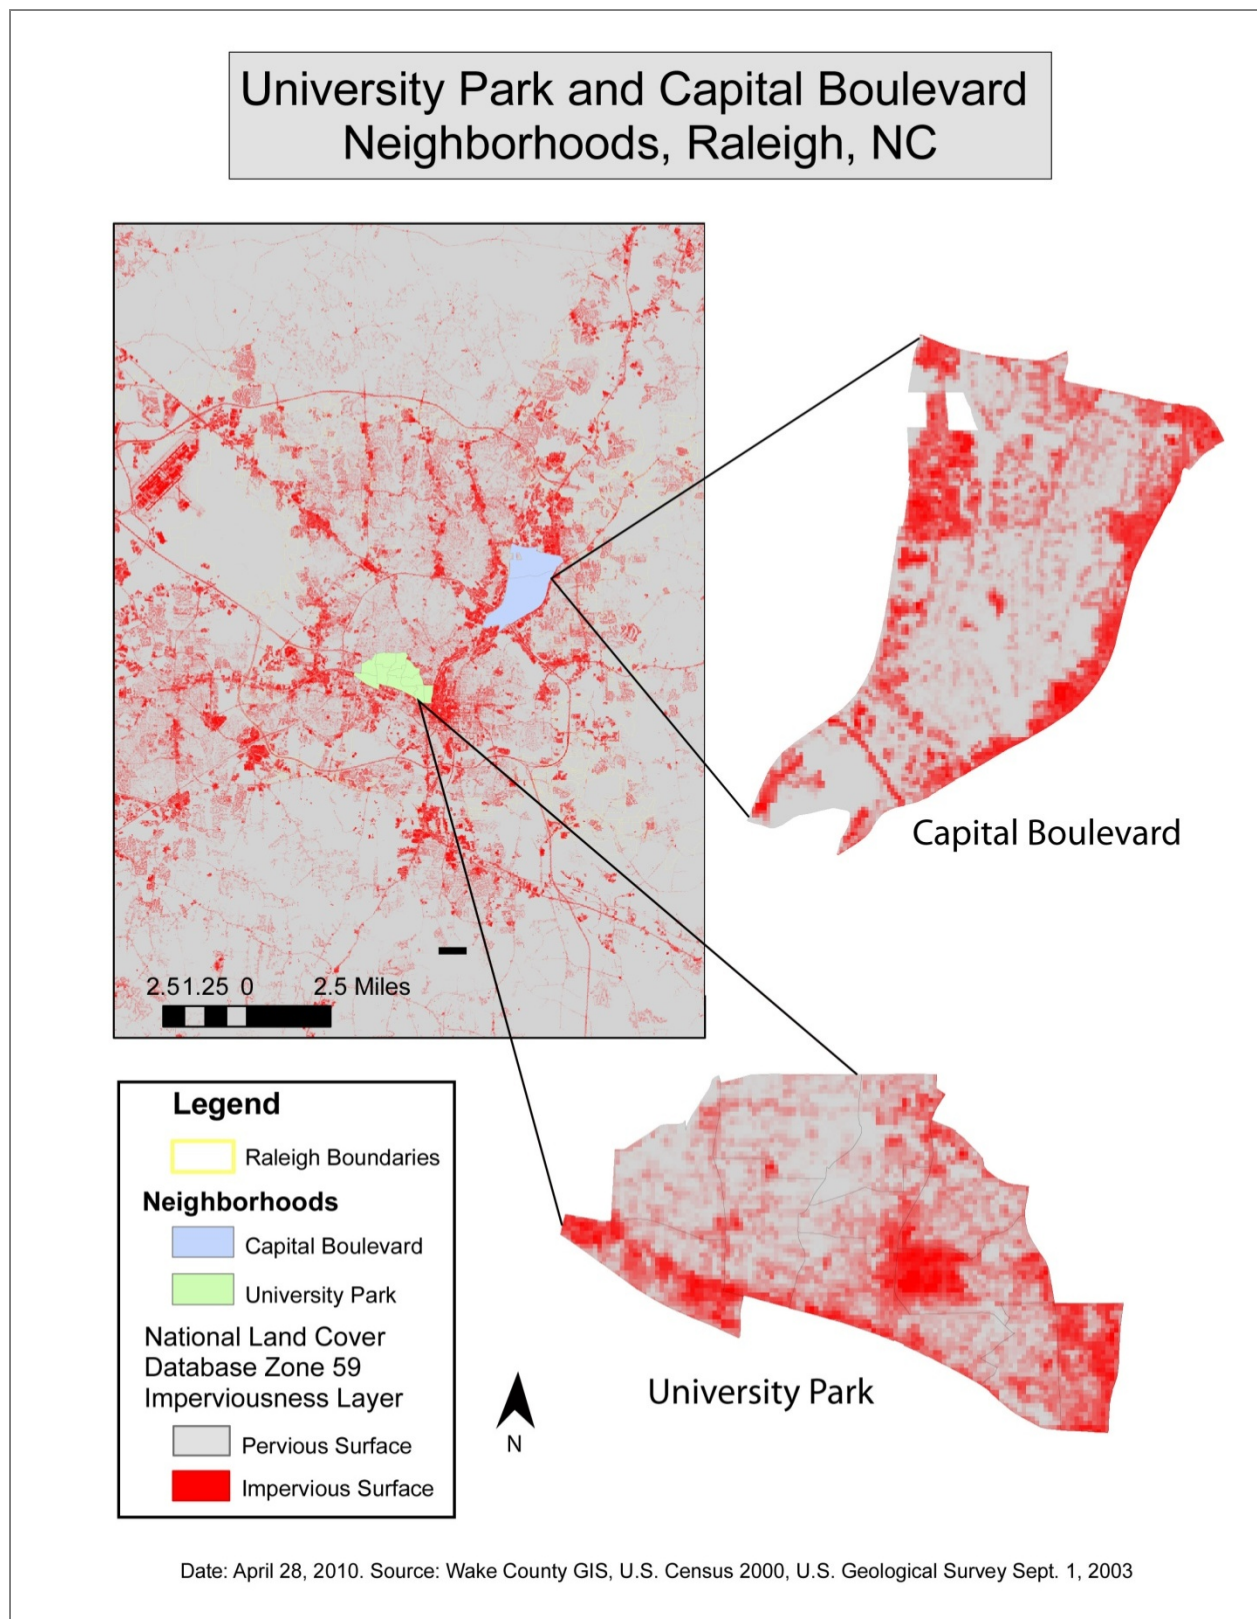 University Park and Capital Boulevard
Neighborhoods, Raleigh, NC
Capital Boulevard
2.51.25 0 2.5 Miles
University Park
N
Legend
Raleigh Boundaries
Neighborhoods
Capital Boulevard
University Park
National Land Cover
Database Zone 59
Imperviousness Layer
Pervious Surface
Impervious Surface
Date: April 28, 2010. Source: Wake County GIS, U.S. Census 2000, U.S. Geological Survey Sept. 1, 2003